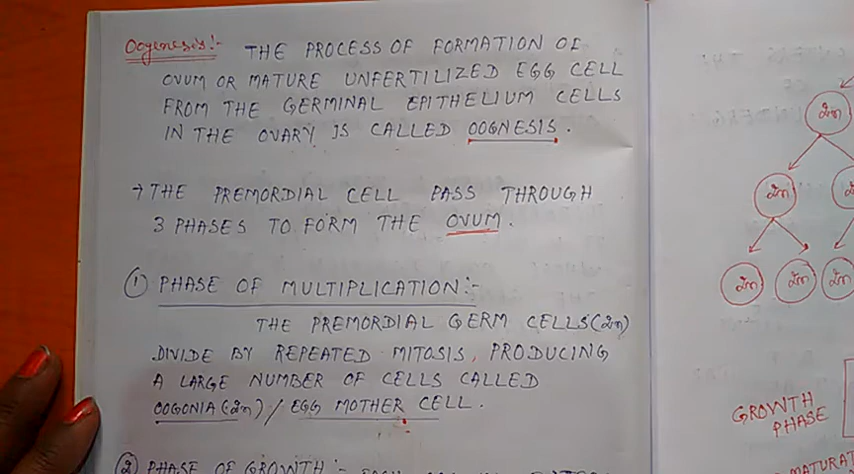 Oogenesis:- THE PROCESS OF FORMATION OF
OVUM OR MATURE UNFERTILIZED EGG CELL
FROM THE GERMINAL EPITHELIUM CELLS
IN THE OVARY IS CALLED OOGNESIS.
→ THE PREMORDIAL CELL PASS THROUGH
3 PHASES TO FORM THE OVUM.
① PHASE OF MULTIPLICATION:-
THE PREMORDIAL GERM CELLS(2n)
DIVIDE BY REPEATED MITOSIS, PRODUCING
A LARGE NUMBER OF CELLS CALLED
OOGONIA(2n)/EGG MOTHER CELL.
② PHASE OF GROWTH:-
2n
2n
2n
2n 2n 2n
GROWTH
PHASE